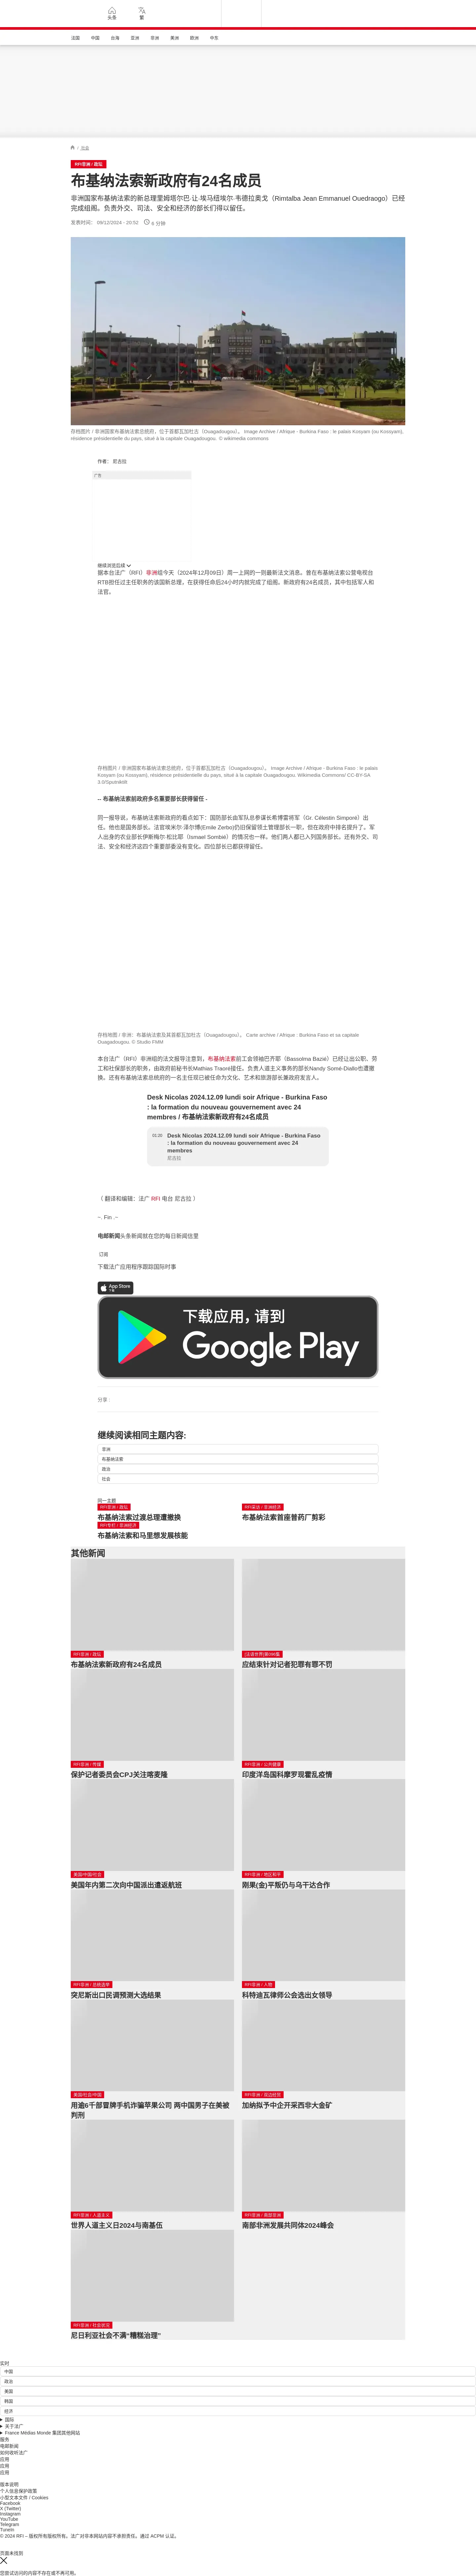 头条
繁
法国
中国
台海
亚洲
非洲
美洲
欧洲
中东
/ 社会
RFI非洲 / 政坛
布基纳法索新政府有24名成员
非洲国家布基纳法索的新总理里姆塔尔巴·让·埃马纽埃尔·韦德拉奥戈（Rimtalba Jean Emmanuel Ouedraogo）已经完成组阁。负责外交、司法、安全和经济的部长们得以留任。
发表时间： 09/12/2024 - 20:52
6 分钟
存档图片 / 非洲国家布基纳法索总统府，位于首都瓦加杜古（Ouagadougou）。 Image Archive / Afrique - Burkina Faso : le palais Kosyam (ou Kossyam), résidence présidentielle du pays, situé à la capitale Ouagadougou. © wikimedia commons
作者： 尼古拉
广告
继续浏览后续
据本台法广（RFI）非洲组今天（2024年12月09日）周一上网的一则最新法文消息。曾在布基纳法索公营电视台RTB担任过主任职务的该国新总理，在获得任命后24小时内就完成了组阁。新政府有24名成员，其中包括军人和法官。
存档图片 / 非洲国家布基纳法索总统府，位于首都瓦加杜古（Ouagadougou）。 Image Archive / Afrique - Burkina Faso : le palais Kosyam (ou Kossyam), résidence présidentielle du pays, situé à la capitale Ouagadougou. Wikimedia Commons/ CC-BY-SA 3.0/Sputniktilt
-- 布基纳法索前政府多名重要部长获得留任 -
同一报导说，布基纳法索新政府的看点如下：国防部长由军队总参谋长希博雷将军（Gr. Célestin Simporé）出任。他也是国务部长。法官埃米尔·泽尔博(Emile Zerbo)仍旧保留领土管理部长一职，但在政府中排名提升了。军人出身的农业部长伊斯梅尔·松比耶（Ismaël Sombié）的情况也一样。他们两人都已入列国务部长。还有外交、司法、安全和经济这四个重要部委没有变化。四位部长已都获得留任。
存档地图 / 非洲：布基纳法索及其首都瓦加杜古（Ouagadougou）。 Carte archive / Afrique : Burkina Faso et sa capitale Ouagadougou. © Studio FMM
本台法广（RFI）非洲组的法文报导注意到，布基纳法索前工会领袖巴齐耶（Bassolma Bazié）已经让出公职、劳工和社保部长的职务，由政府前秘书长Mathias Traoré接任。负责人道主义事务的部长Nandy Somé-Diallo也遭撤换。还有布基纳法索总统府的一名主任现已被任命为文化、艺术和旅游部长兼政府发言人。
Desk Nicolas 2024.12.09 lundi soir Afrique - Burkina Faso : la formation du nouveau gouvernement avec 24 membres / 布基纳法索新政府有24名成员
01:20
Desk Nicolas 2024.12.09 lundi soir Afrique - Burkina Faso : la formation du nouveau gouvernement avec 24 membres
尼古拉
（ 翻译和编辑：法广 RFI 电台 尼古拉 ）
~. Fin .~
电邮新闻头条新闻就在您的每日新闻信里
订阅
下载法广应用程序跟踪国际时事
App Store
下载
下载应用,请到
Google Play
分享 :
继续阅读相同主题内容:
非洲
布基纳法索
政治
社会
同一主题
RFI非洲 / 政坛
布基纳法索过渡总理遭撤换
RFI采访 / 非洲经济
布基纳法索首座普药厂剪彩
RFI专栏 / 非洲经济
布基纳法索和马里想发展核能
其他新闻
RFI非洲 / 政坛
布基纳法索新政府有24名成员
应结束针对记者犯罪有罪不罚
RFI非洲 / 传媒
保护记者委员会CPJ关注喀麦隆
RFI非洲 / 公共健康
印度洋岛国科摩罗现霍乱疫情
美国/中国/社会
美国年内第二次向中国派出遣返航班
RFI非洲 / 地区和平
刚果(金)平叛仍与乌干达合作
RFI非洲 / 总统选举
突尼斯出口民调预测大选结果
RFI非洲 / 人物
科特迪瓦律师公会选出女领导
美国/社会/中国
用逾6千部冒牌手机诈骗苹果公司 两中国男子在美被判刑
RFI非洲 / 双边经贸
加纳拟予中企开采西非大金矿
RFI非洲 / 人道主义
世界人道主义日2024与南基伍
RFI非洲 / 南部非洲
南部非洲发展共同体2024峰会
RFI非洲 / 社会状况
尼日利亚社会不满“糟糕治理”
实时
中国
政治
美国
韩国
经济
国际
关于法广
France Médias Monde 集团其他网站
服务
电邮新闻
如何收听法广
应用
应用
应用
版本说明
个人信息保护政策
小型文本文件 / Cookies
Facebook
X (Twitter)
Instagram
YouTube
Telegram
TuneIn
© 2024 RFI – 版权所有版权所有。法广对非本网站内容不承担责任。通过 ACPM 认证。
页面未找到
您尝试访问的内容不存在或不再可用。